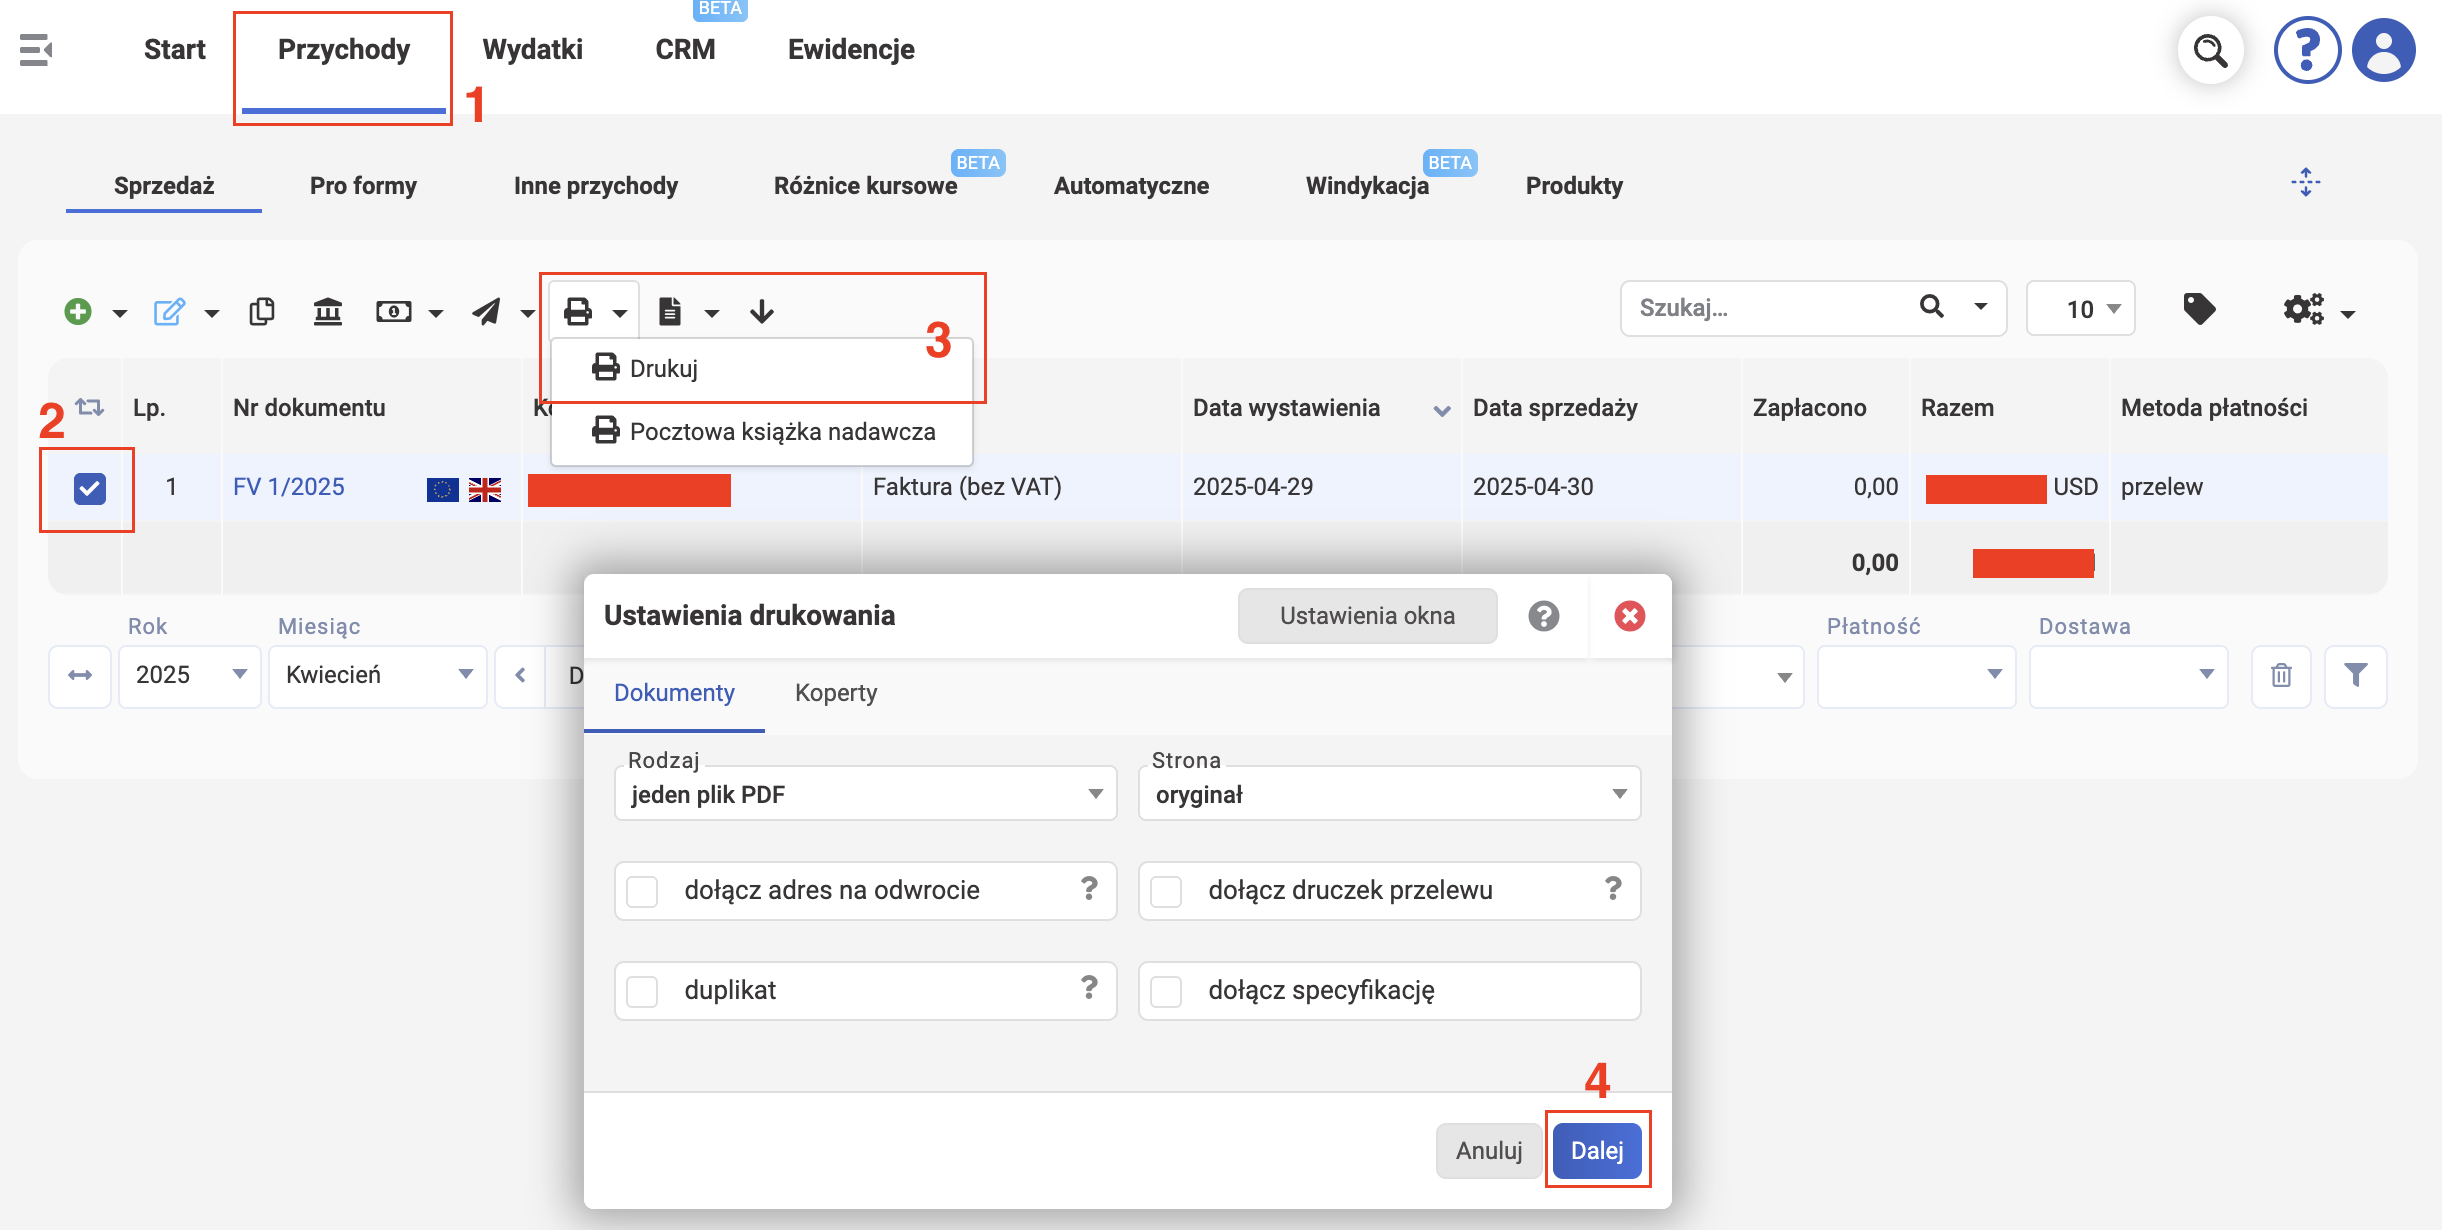 BETA
Start
Przychody
Wydatki
CRM
Ewidencje
?
1
BETA
BETA
Sprzedaż
Pro formy
Inne przychody
Różnice kursowe
Automatyczne
Windykacja
Produkty
Szukaj...
10
3
Drukuj
Pocztowa książka nadawcza
2
Lp.
Nr dokumentu
Data wystawienia
Data sprzedaży
Zapłacono
Razem
Metoda płatności
1
FV 1/2025
Faktura (bez VAT)
2025-04-29
2025-04-30
0,00
USD
przelew
0,00
Rok
Miesiąc
Płatność
Dostawa
2025
Kwiecień
Ustawienia drukowania
Ustawienia okna
?
Dokumenty
Koperty
Rodzaj
jeden plik PDF
Strona
oryginał
dołącz adres na odwrocie ?
dołącz druczek przelewu ?
duplikat ?
dołącz specyfikację
4
Anuluj
Dalej